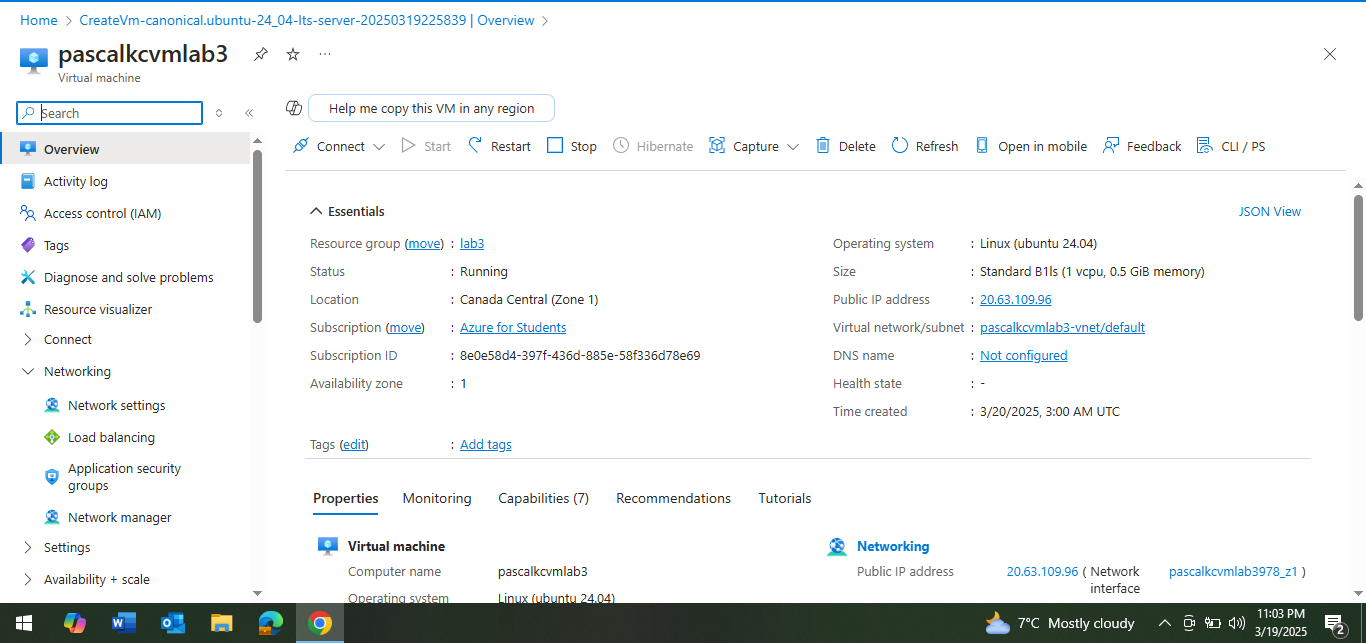 Home > CreateVm-canonical.ubuntu-24_04-lts-server-20250319225839 | Overview >
pascalkcvmlab3
Virtual machine
Search
Help me copy this VM in any region
Connect Start Restart Stop Hibernate Capture Delete Refresh Open in mobile Feedback CLI / PS
Overview
Activity log
Access control (IAM)
Tags
Diagnose and solve problems
Resource visualizer
Connect
Networking
Network settings
Load balancing
Application security
groups
Network manager
Settings
Availability + scale
Essentials
JSON View
Resource group (move) : lab3
Status : Running
Location : Canada Central (Zone 1)
Subscription (move) : Azure for Students
Subscription ID : 8e0e58d4-397f-436d-885e-58f336d78e69
Availability zone : 1
Operating system : Linux (ubuntu 24.04)
Size : Standard B1ls (1 vcpu, 0.5 GiB memory)
Public IP address : 20.63.109.96
Virtual network/subnet : pascalkcvmlab3-vnet/default
DNS name : Not configured
Health state : -
Time created : 3/20/2025, 3:00 AM UTC
Tags (edit) : Add tags
Properties Monitoring Capabilities (7) Recommendations Tutorials
Virtual machine
Computer name pascalkcvmlab3
Operating system Linux (ubuntu 24.04)
Networking
Public IP address 20.63.109.96 ( Network interface pascalkcvmlab3978_z1 )
7°C Mostly cloudy
11:03 PM
3/19/2025
2